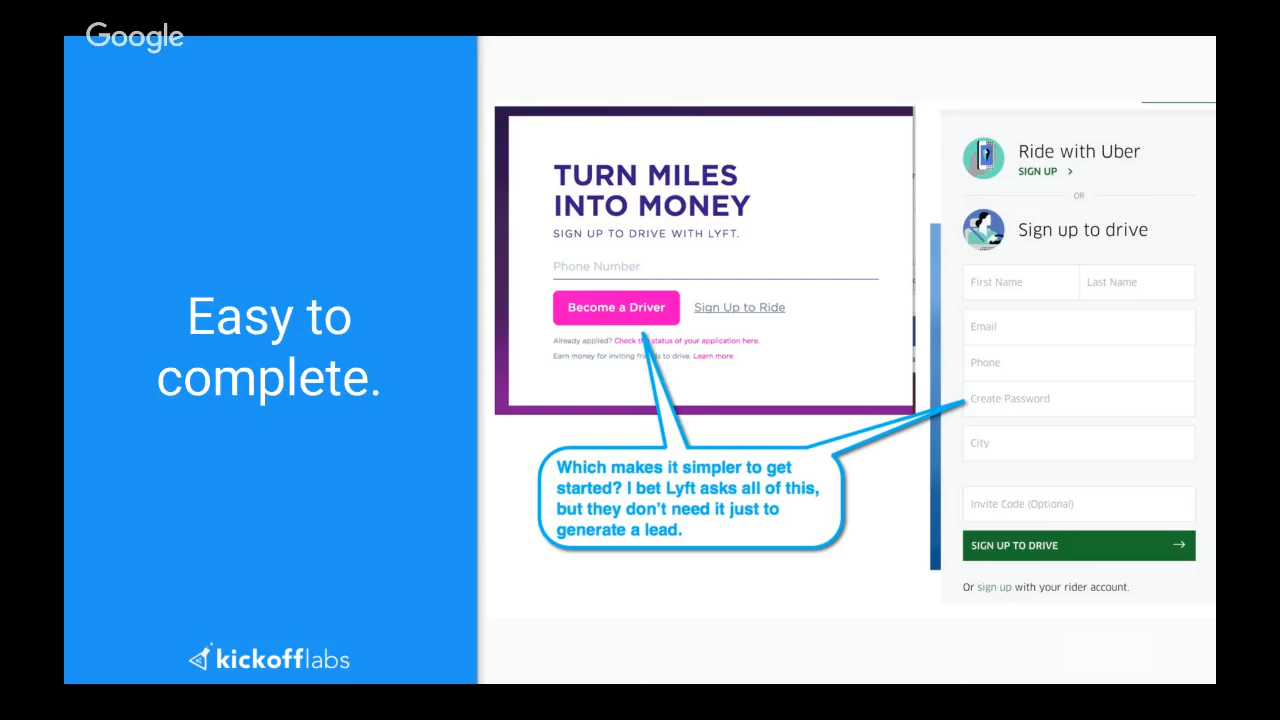 Google
Easy to
complete.
kickofflabs
TURN MILES
INTO MONEY
SIGN UP TO DRIVE WITH LYFT.
Phone Number
Become a Driver
Sign Up to Ride
Already applied? Check the status of your application here.
Earn money for inviting friends to drive. Learn more
Which makes it simpler to get
started? I bet Lyft asks all of this,
but they don't need it just to
generate a lead.
Ride with Uber
SIGN UP >
OR
Sign up to drive
First Name
Last Name
Email
Phone
Create Password
City
Invite Code (Optional)
SIGN UP TO DRIVE →
Or sign up with your rider account.